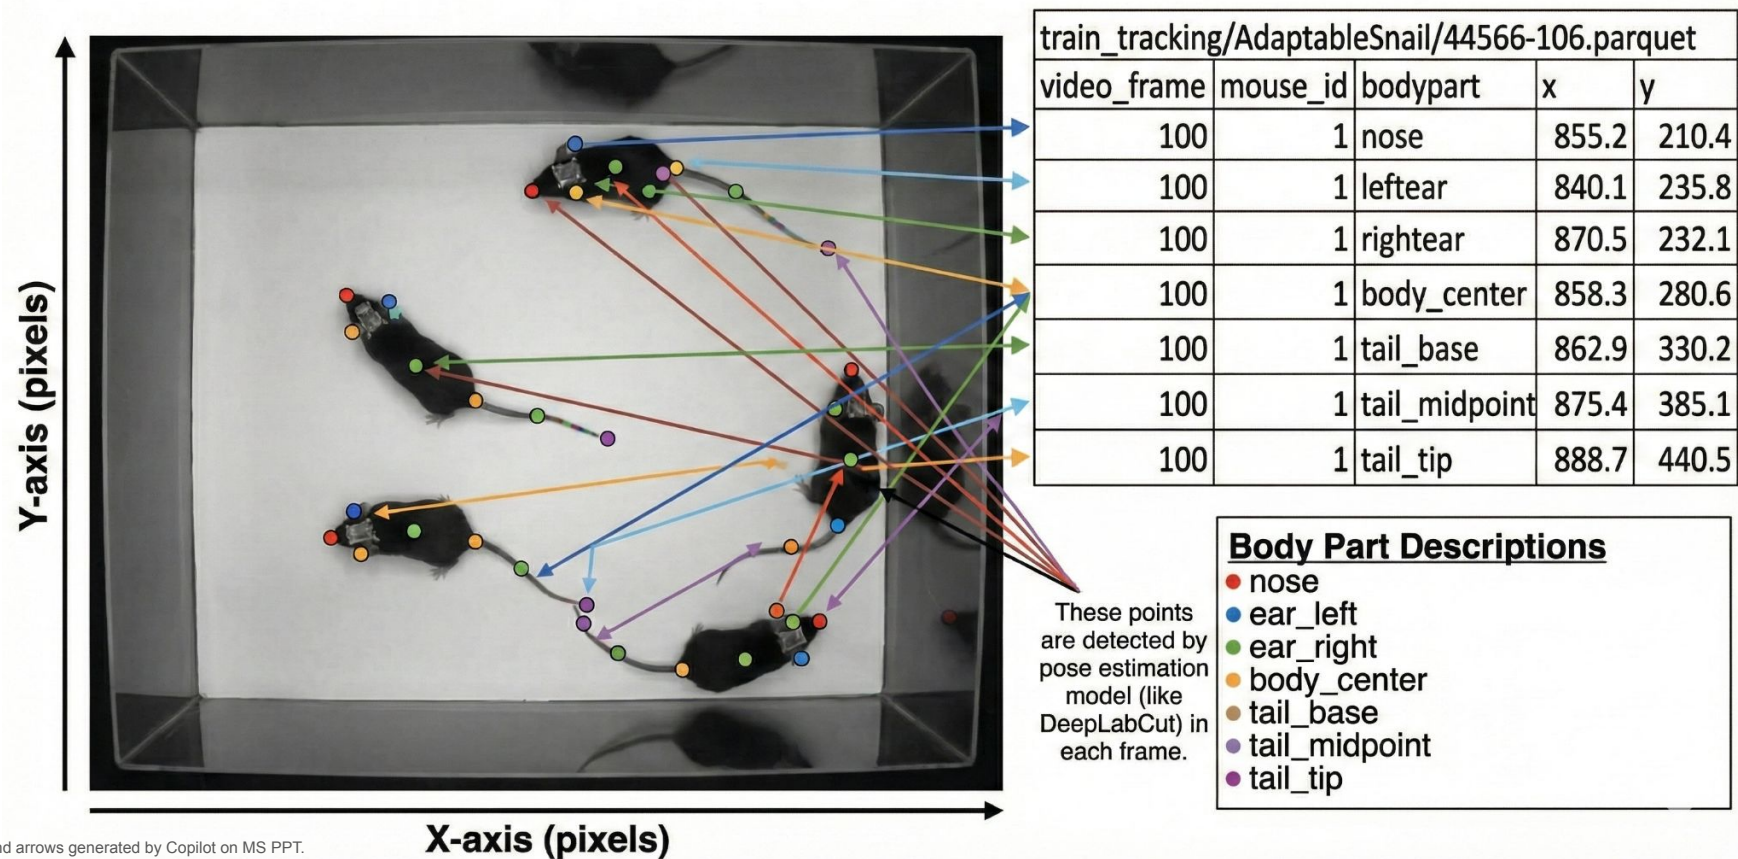 train_tracking/AdaptableSnail/44566-106.parquet
video_frame mouse_id bodypart x y
100 1 nose 855.2 210.4
100 1 leftear 840.1 235.8
100 1 rightear 870.5 232.1
100 1 body_center 858.3 280.6
100 1 tail_base 862.9 330.2
100 1 tail_midpoint 875.4 385.1
100 1 tail_tip 888.7 440.5
Y-axis (pixels)
These points
are detected by
pose estimation
model (like
DeepLabCut) in
each frame.
Body Part Descriptions
nose
ear_left
ear_right
body_center
tail_base
tail_midpoint
tail_tip
X-axis (pixels)
nd arrows generated by Copilot on MS PPT.